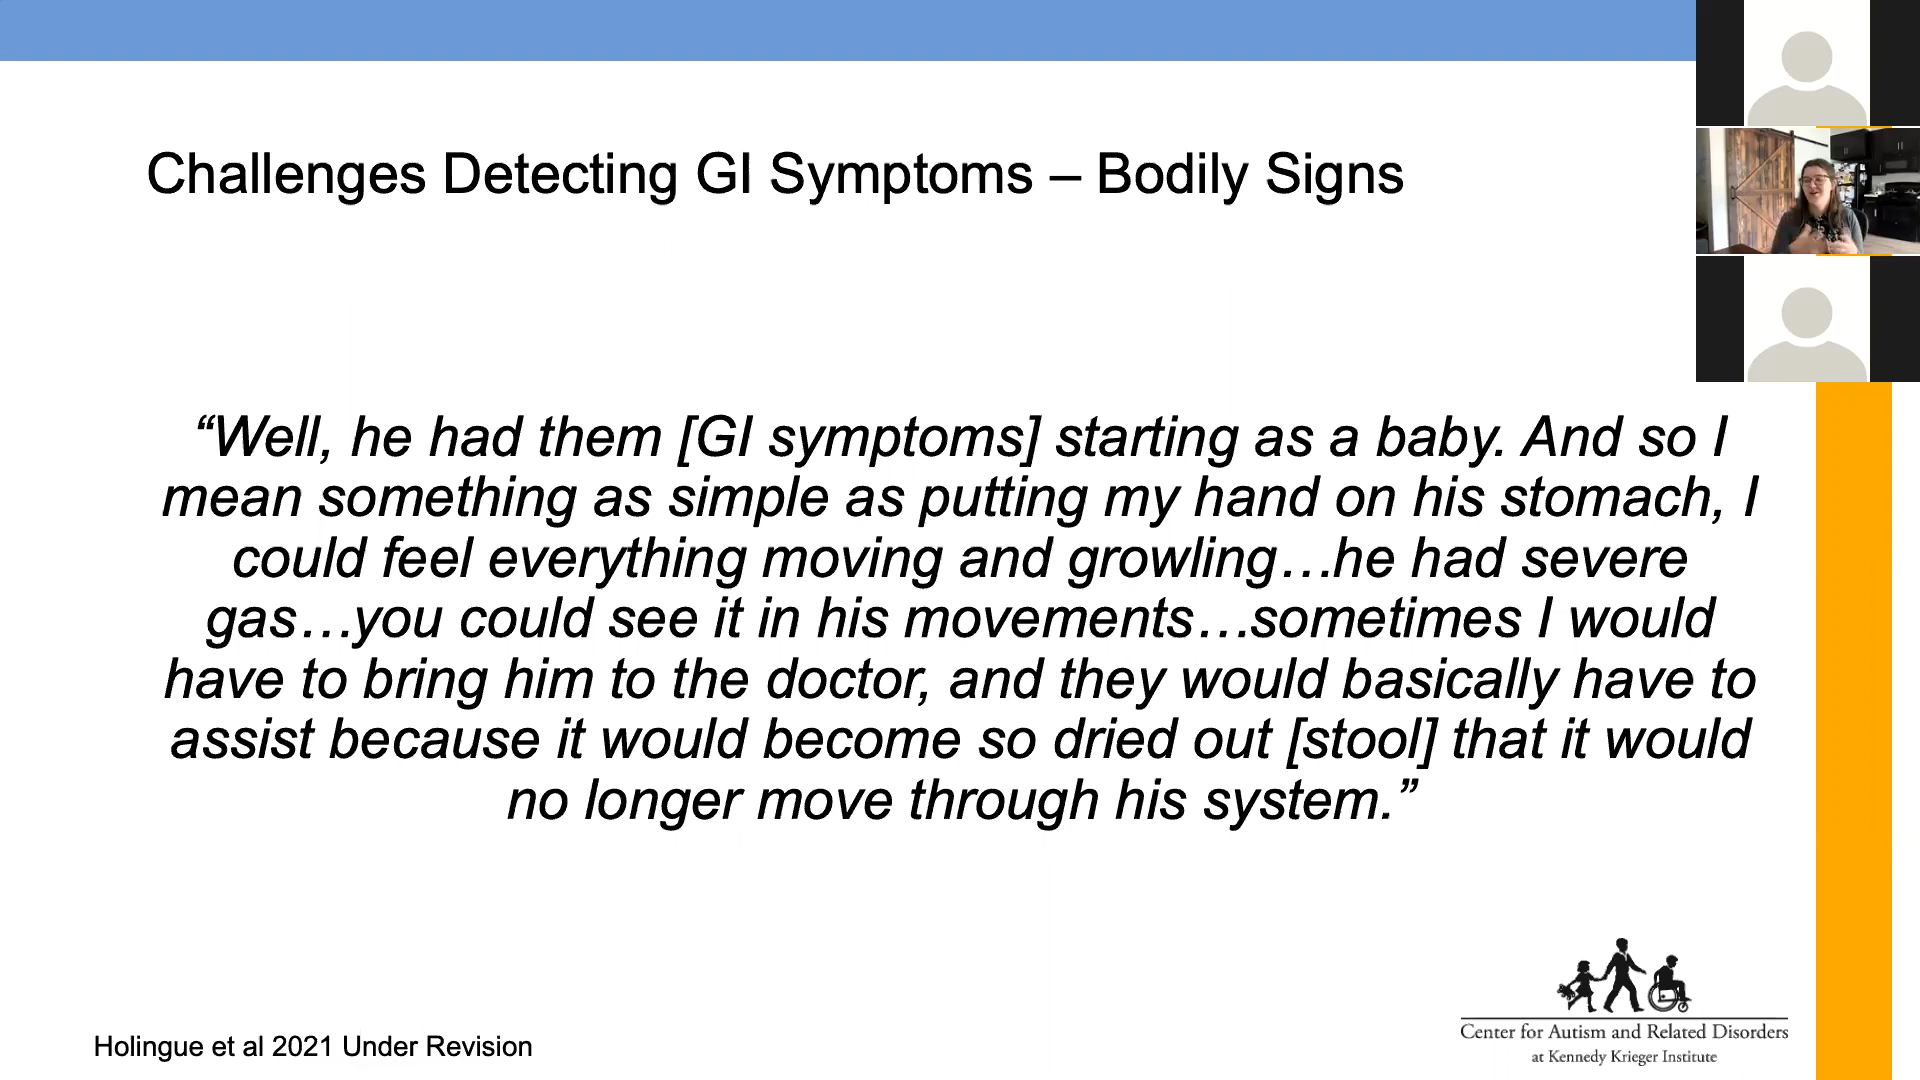 Challenges Detecting GI Symptoms – Bodily Signs
“Well, he had them [GI symptoms] starting as a baby. And so I
mean something as simple as putting my hand on his stomach, I
could feel everything moving and growling…he had severe
gas…you could see it in his movements…sometimes I would
have to bring him to the doctor, and they would basically have to
assist because it would become so dried out [stool] that it would
no longer move through his system.”
Center for Autism and Related Disorders
at Kennedy Krieger Institute
Holingue et al 2021 Under Revision